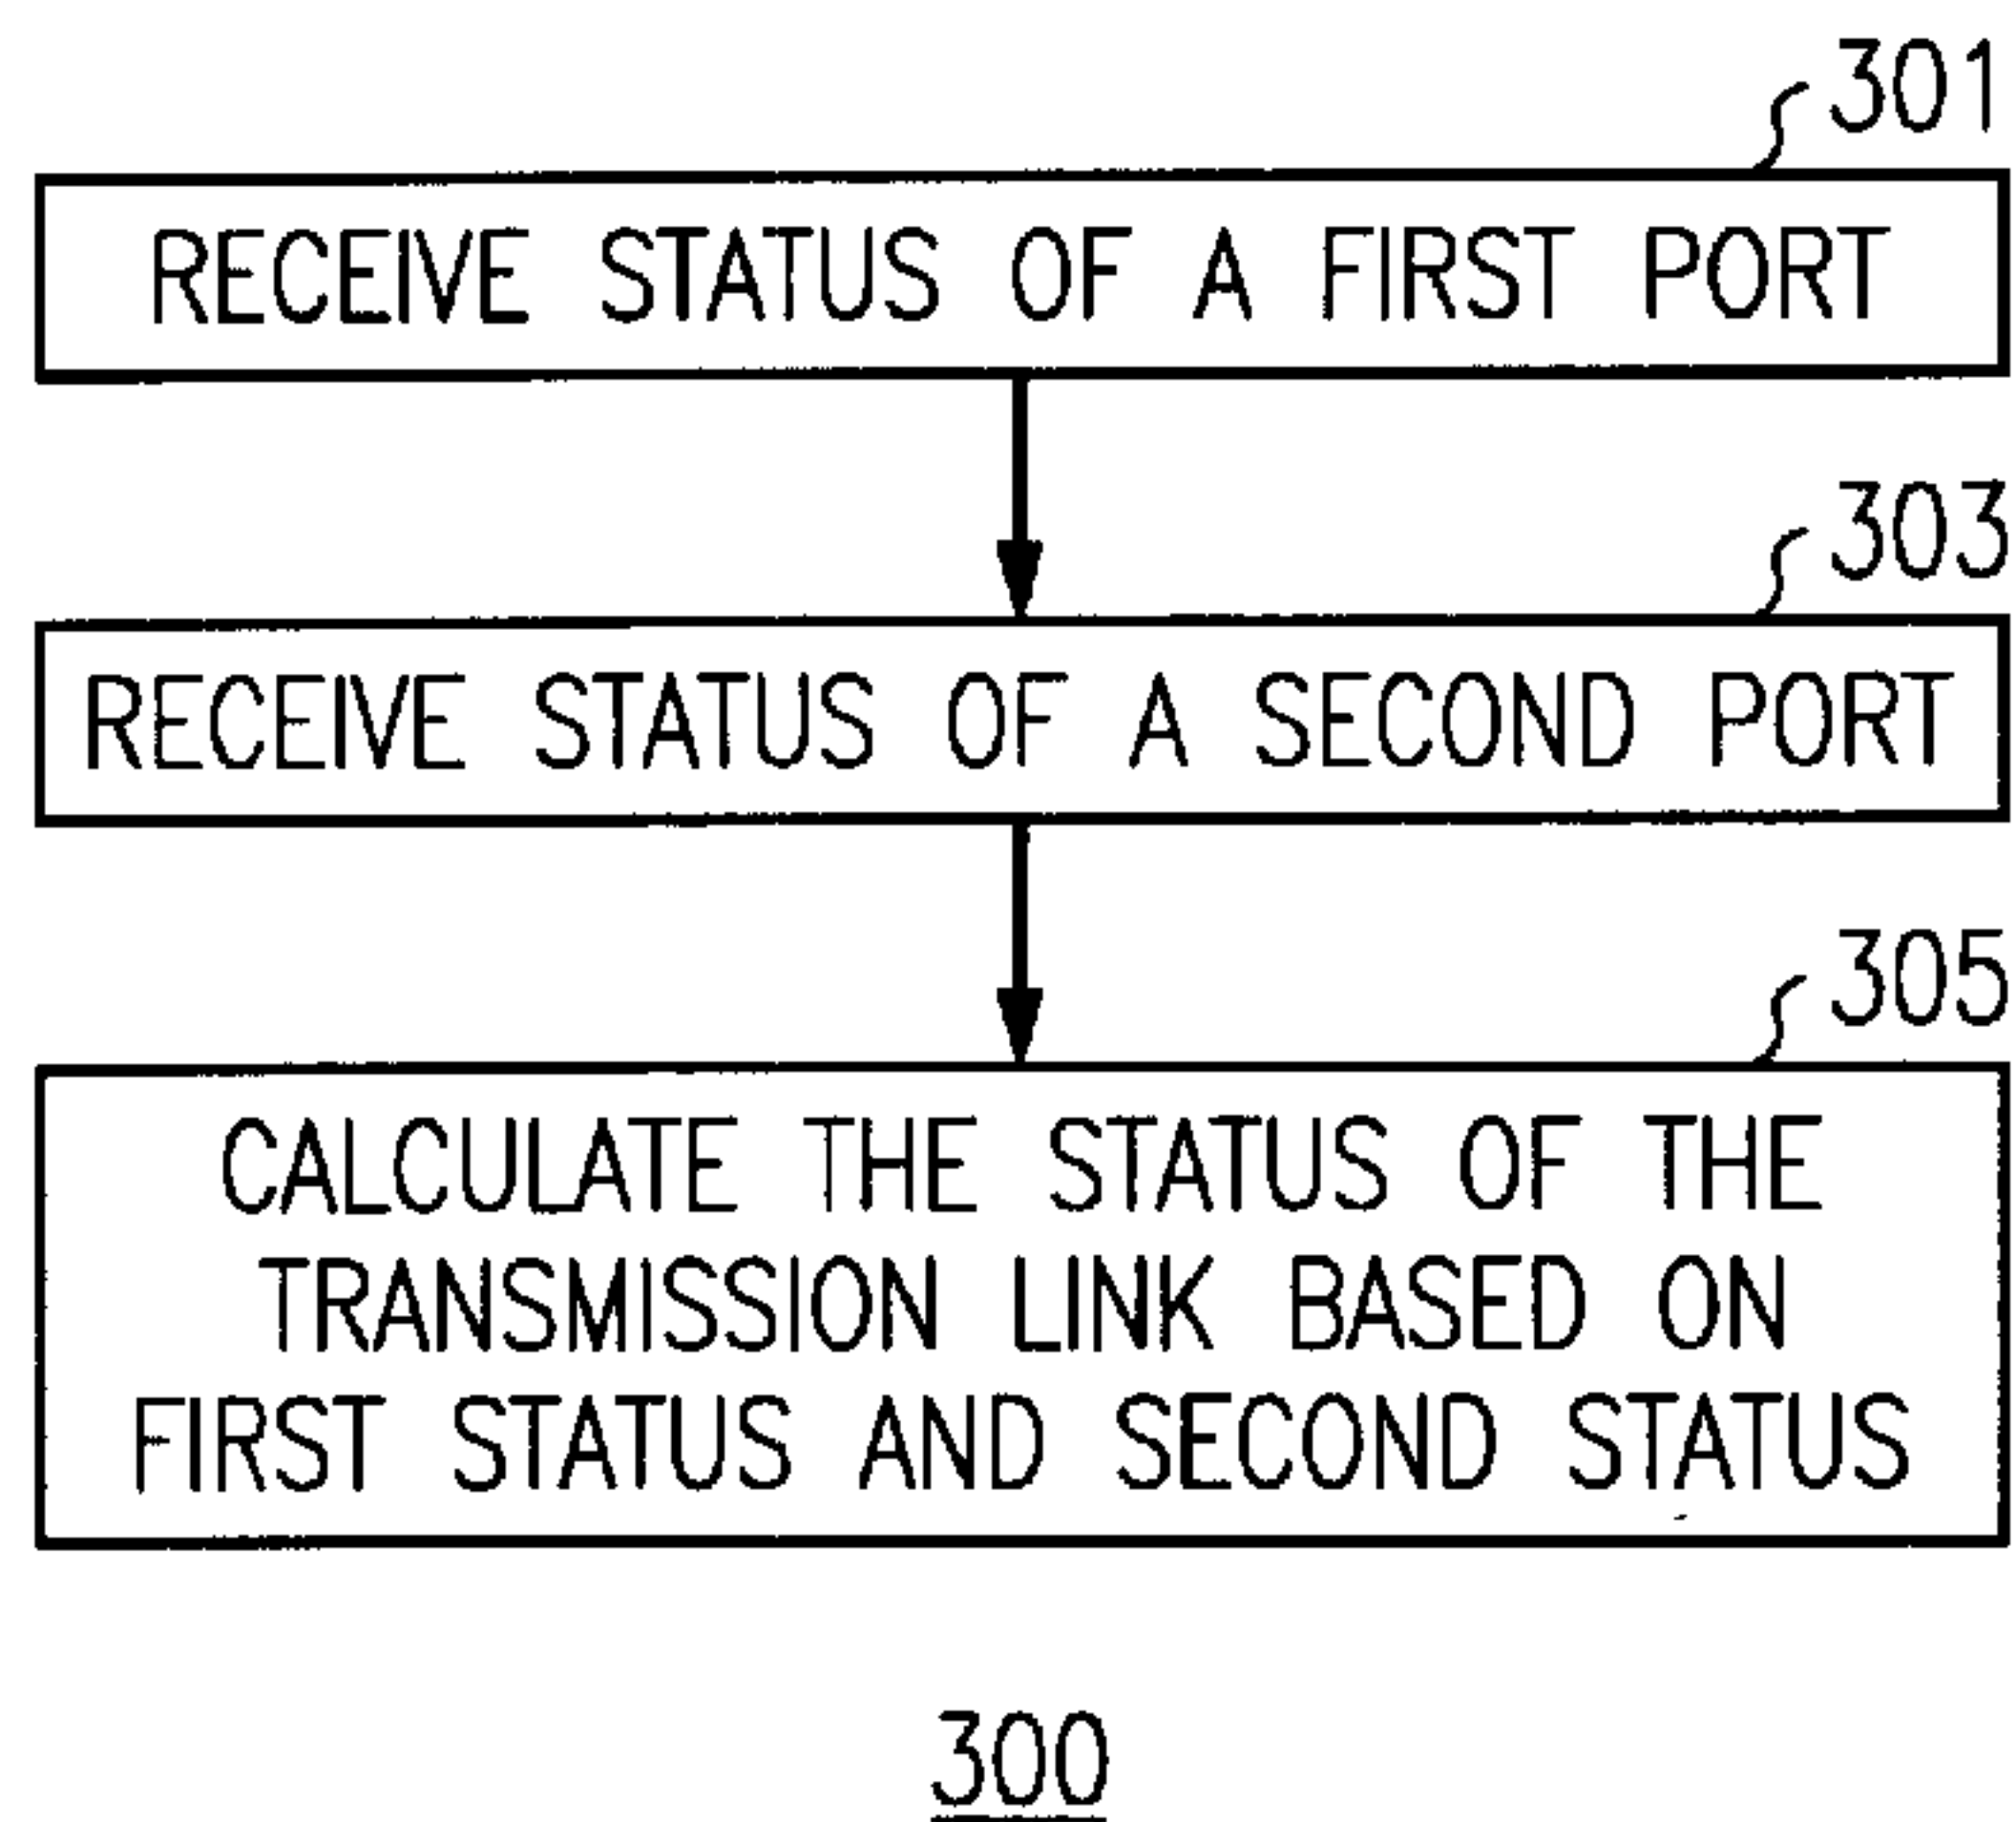 301
RECEIVE STATUS OF A FIRST PORT
303
RECEIVE STATUS OF A SECOND PORT
305
CALCULATE THE STATUS OF THE
TRANSMISSION LINK BASED ON
FIRST STATUS AND SECOND STATUS
300